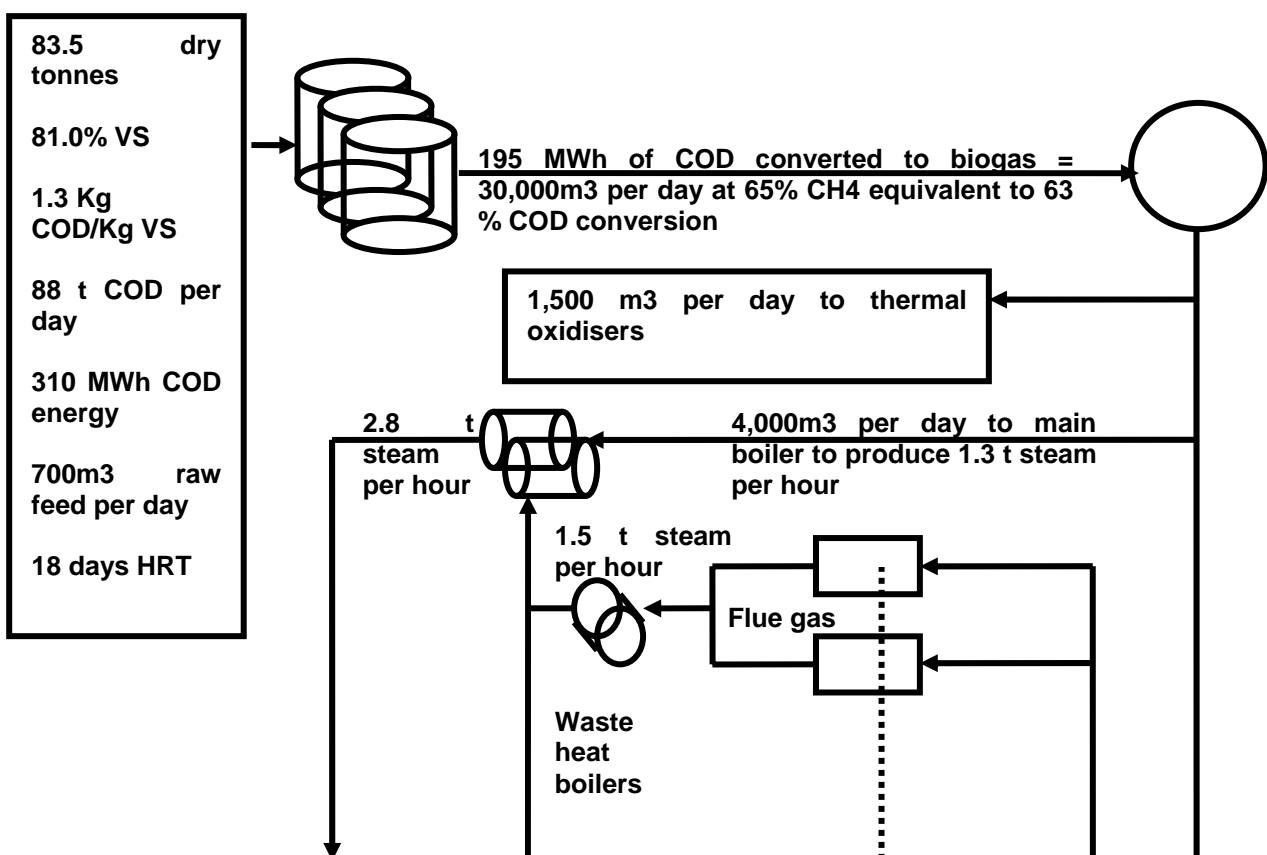 83.5 dry
tonnes
81.0% VS
1.3 Kg
COD/Kg VS
88 t COD per
day
310 MWh COD
energy
700m3 raw
feed per day
18 days HRT
195 MWh of COD converted to biogas =
30,000m3 per day at 65% CH4 equivalent to 63
% COD conversion
1,500 m3 per day to thermal
oxidisers
2.8 t
steam
per hour
4,000m3 per day to main
boiler to produce 1.3 t steam
per hour
1.5 t steam
per hour
Flue gas
Waste
heat
boilers